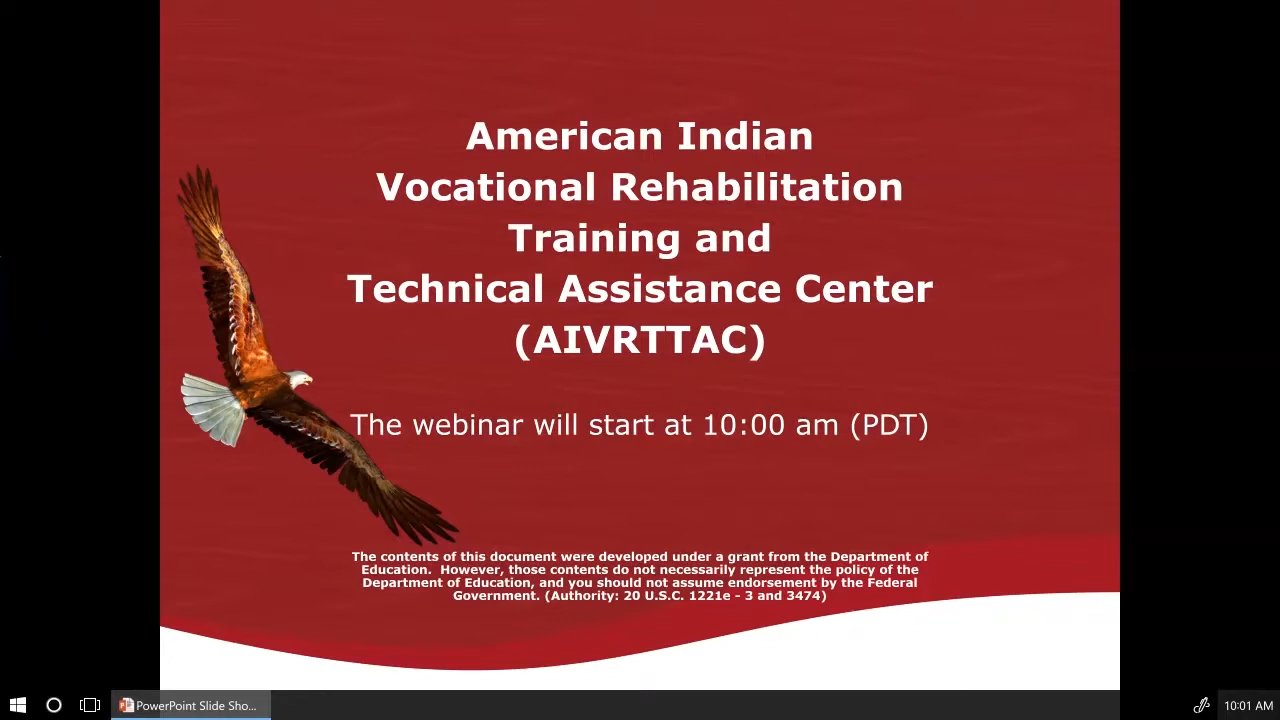 American Indian
Vocational Rehabilitation
Training and
Technical Assistance Center
(AIVRTTAC)
The webinar will start at 10:00 am (PDT)
The contents of this document were developed under a grant from the Department of
Education.  However, those contents do not necessarily represent the policy of the
Department of Education, and you should not assume endorsement by the Federal
Government. (Authority: 20 U.S.C. 1221e - 3 and 3474)
PowerPoint Slide Sho...
10:01 AM